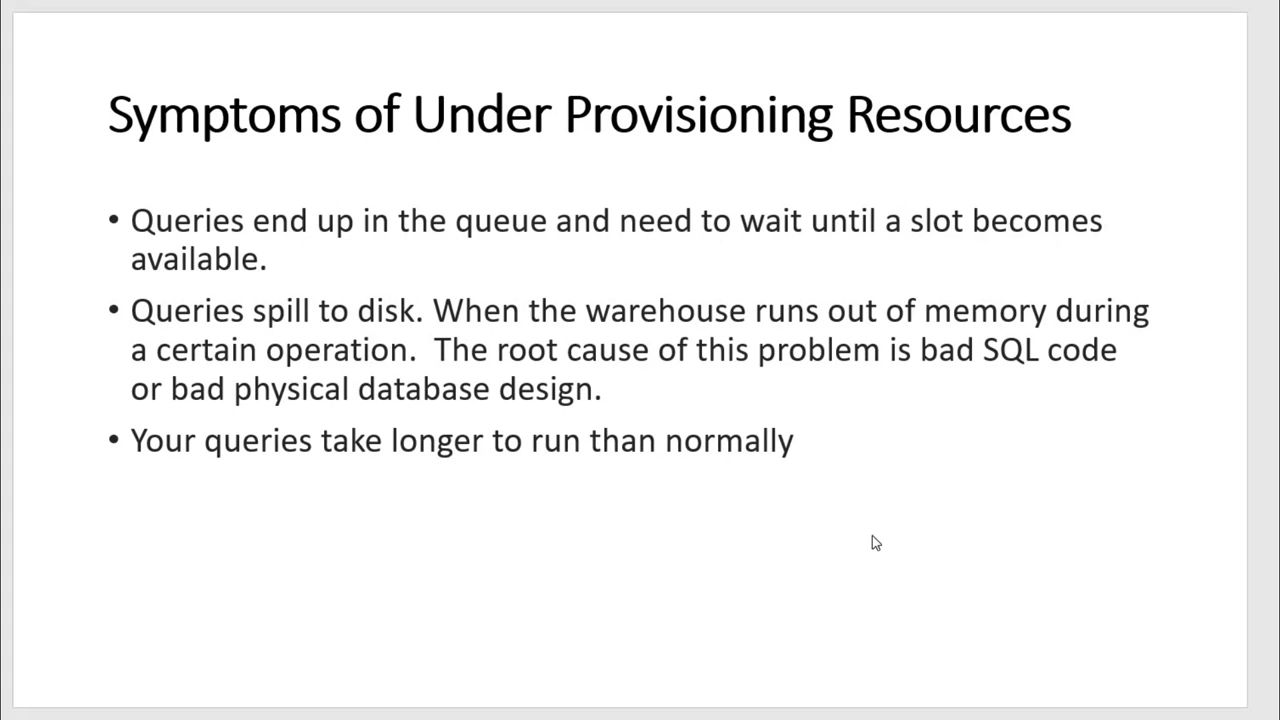 Symptoms of Under Provisioning Resources
• Queries end up in the queue and need to wait until a slot becomes
available.
• Queries spill to disk. When the warehouse runs out of memory during
a certain operation.  The root cause of this problem is bad SQL code
or bad physical database design.
• Your queries take longer to run than normally